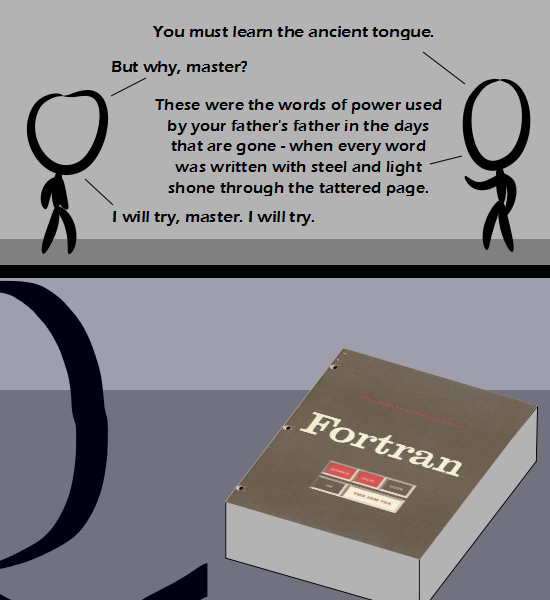 You must learn the ancient tongue.
But why, master?
These were the words of power used
by your father's father in the days
that are gone - when every word
was written with steel and light
shone through the tattered page.
I will try, master. I will try.
Fortran